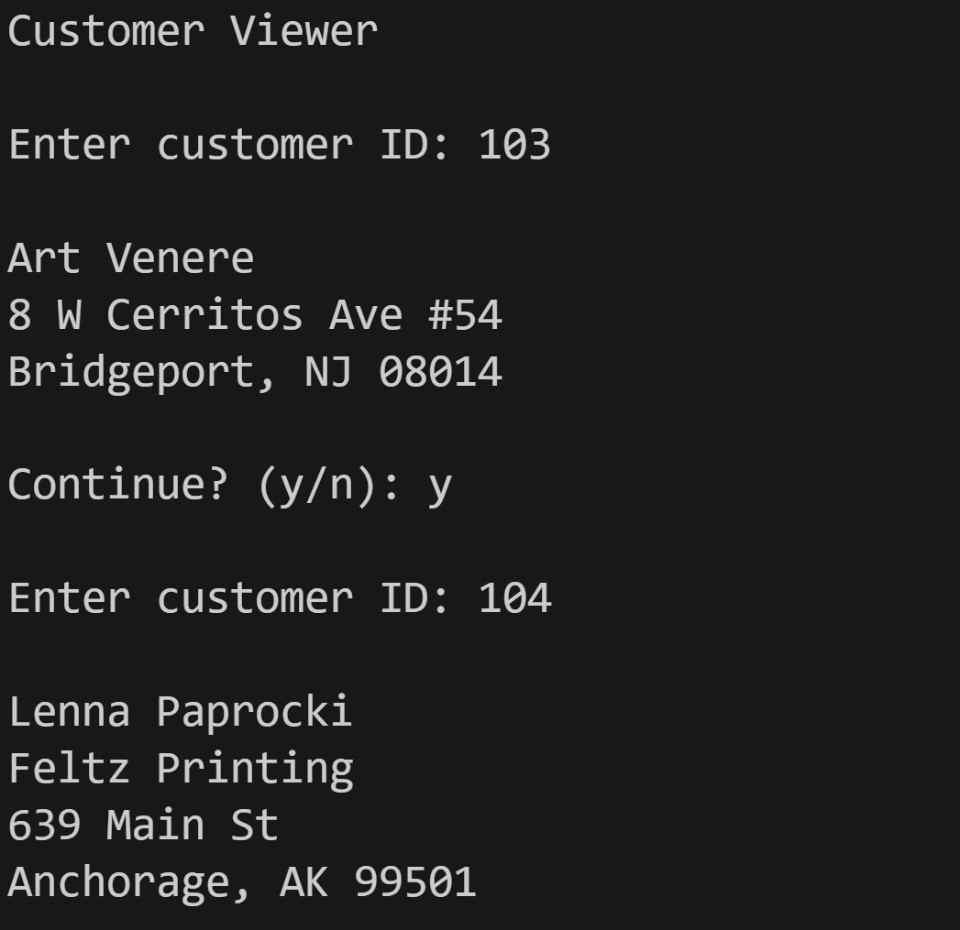 Customer Viewer
Enter customer ID: 103
Art Venere
8 W Cerritos Ave #54
Bridgeport, NJ 08014
Continue? (y/n): y
Enter customer ID: 104
Lenna Paprocki
Feltz Printing
639 Main St
Anchorage, AK 99501